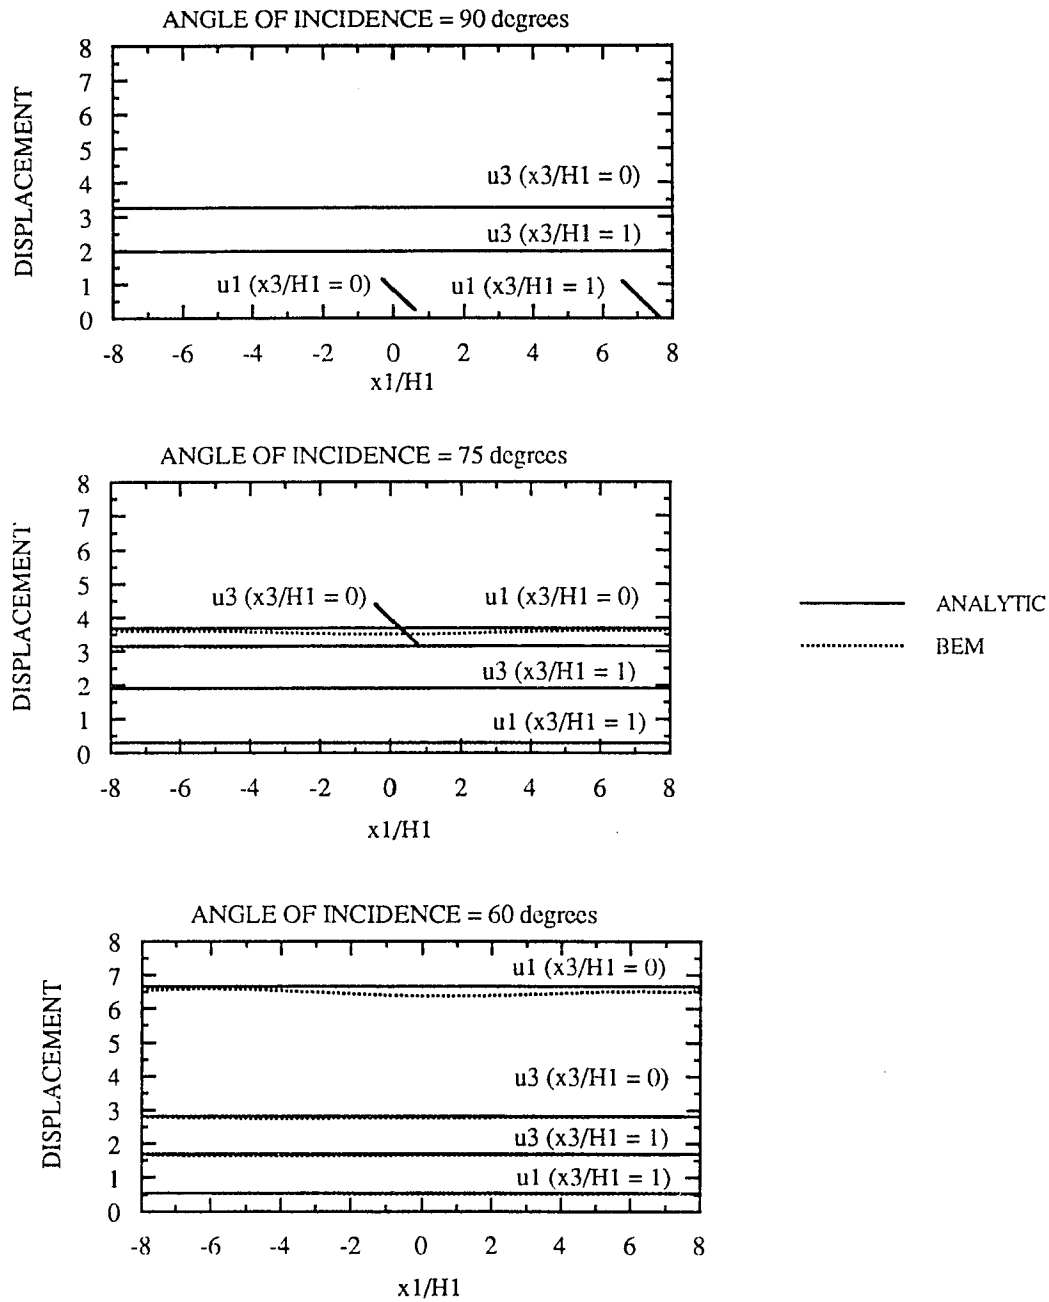 ANGLE OF INCIDENCE = 90 degrees
8
7
6
5
4
3
2
1
0
DISPLACEMENT
u3 (x3/H1 = 0)
u3 (x3/H1 = 1)
u1 (x3/H1 = 0)
u1 (x3/H1 = 1)
-8 -6 -4 -2 0 2 4 6 8
x1/H1
ANGLE OF INCIDENCE = 75 degrees
8
7
6
5
4
3
2
1
0
DISPLACEMENT
u3 (x3/H1 = 0)
u1 (x3/H1 = 0)
u3 (x3/H1 = 1)
u1 (x3/H1 = 1)
-8 -6 -4 -2 0 2 4 6 8
x1/H1
ANALYTIC
BEM
ANGLE OF INCIDENCE = 60 degrees
8
7
6
5
4
3
2
1
0
DISPLACEMENT
u1 (x3/H1 = 0)
u3 (x3/H1 = 0)
u3 (x3/H1 = 1)
u1 (x3/H1 = 1)
-8 -6 -4 -2 0 2 4 6 8
x1/H1